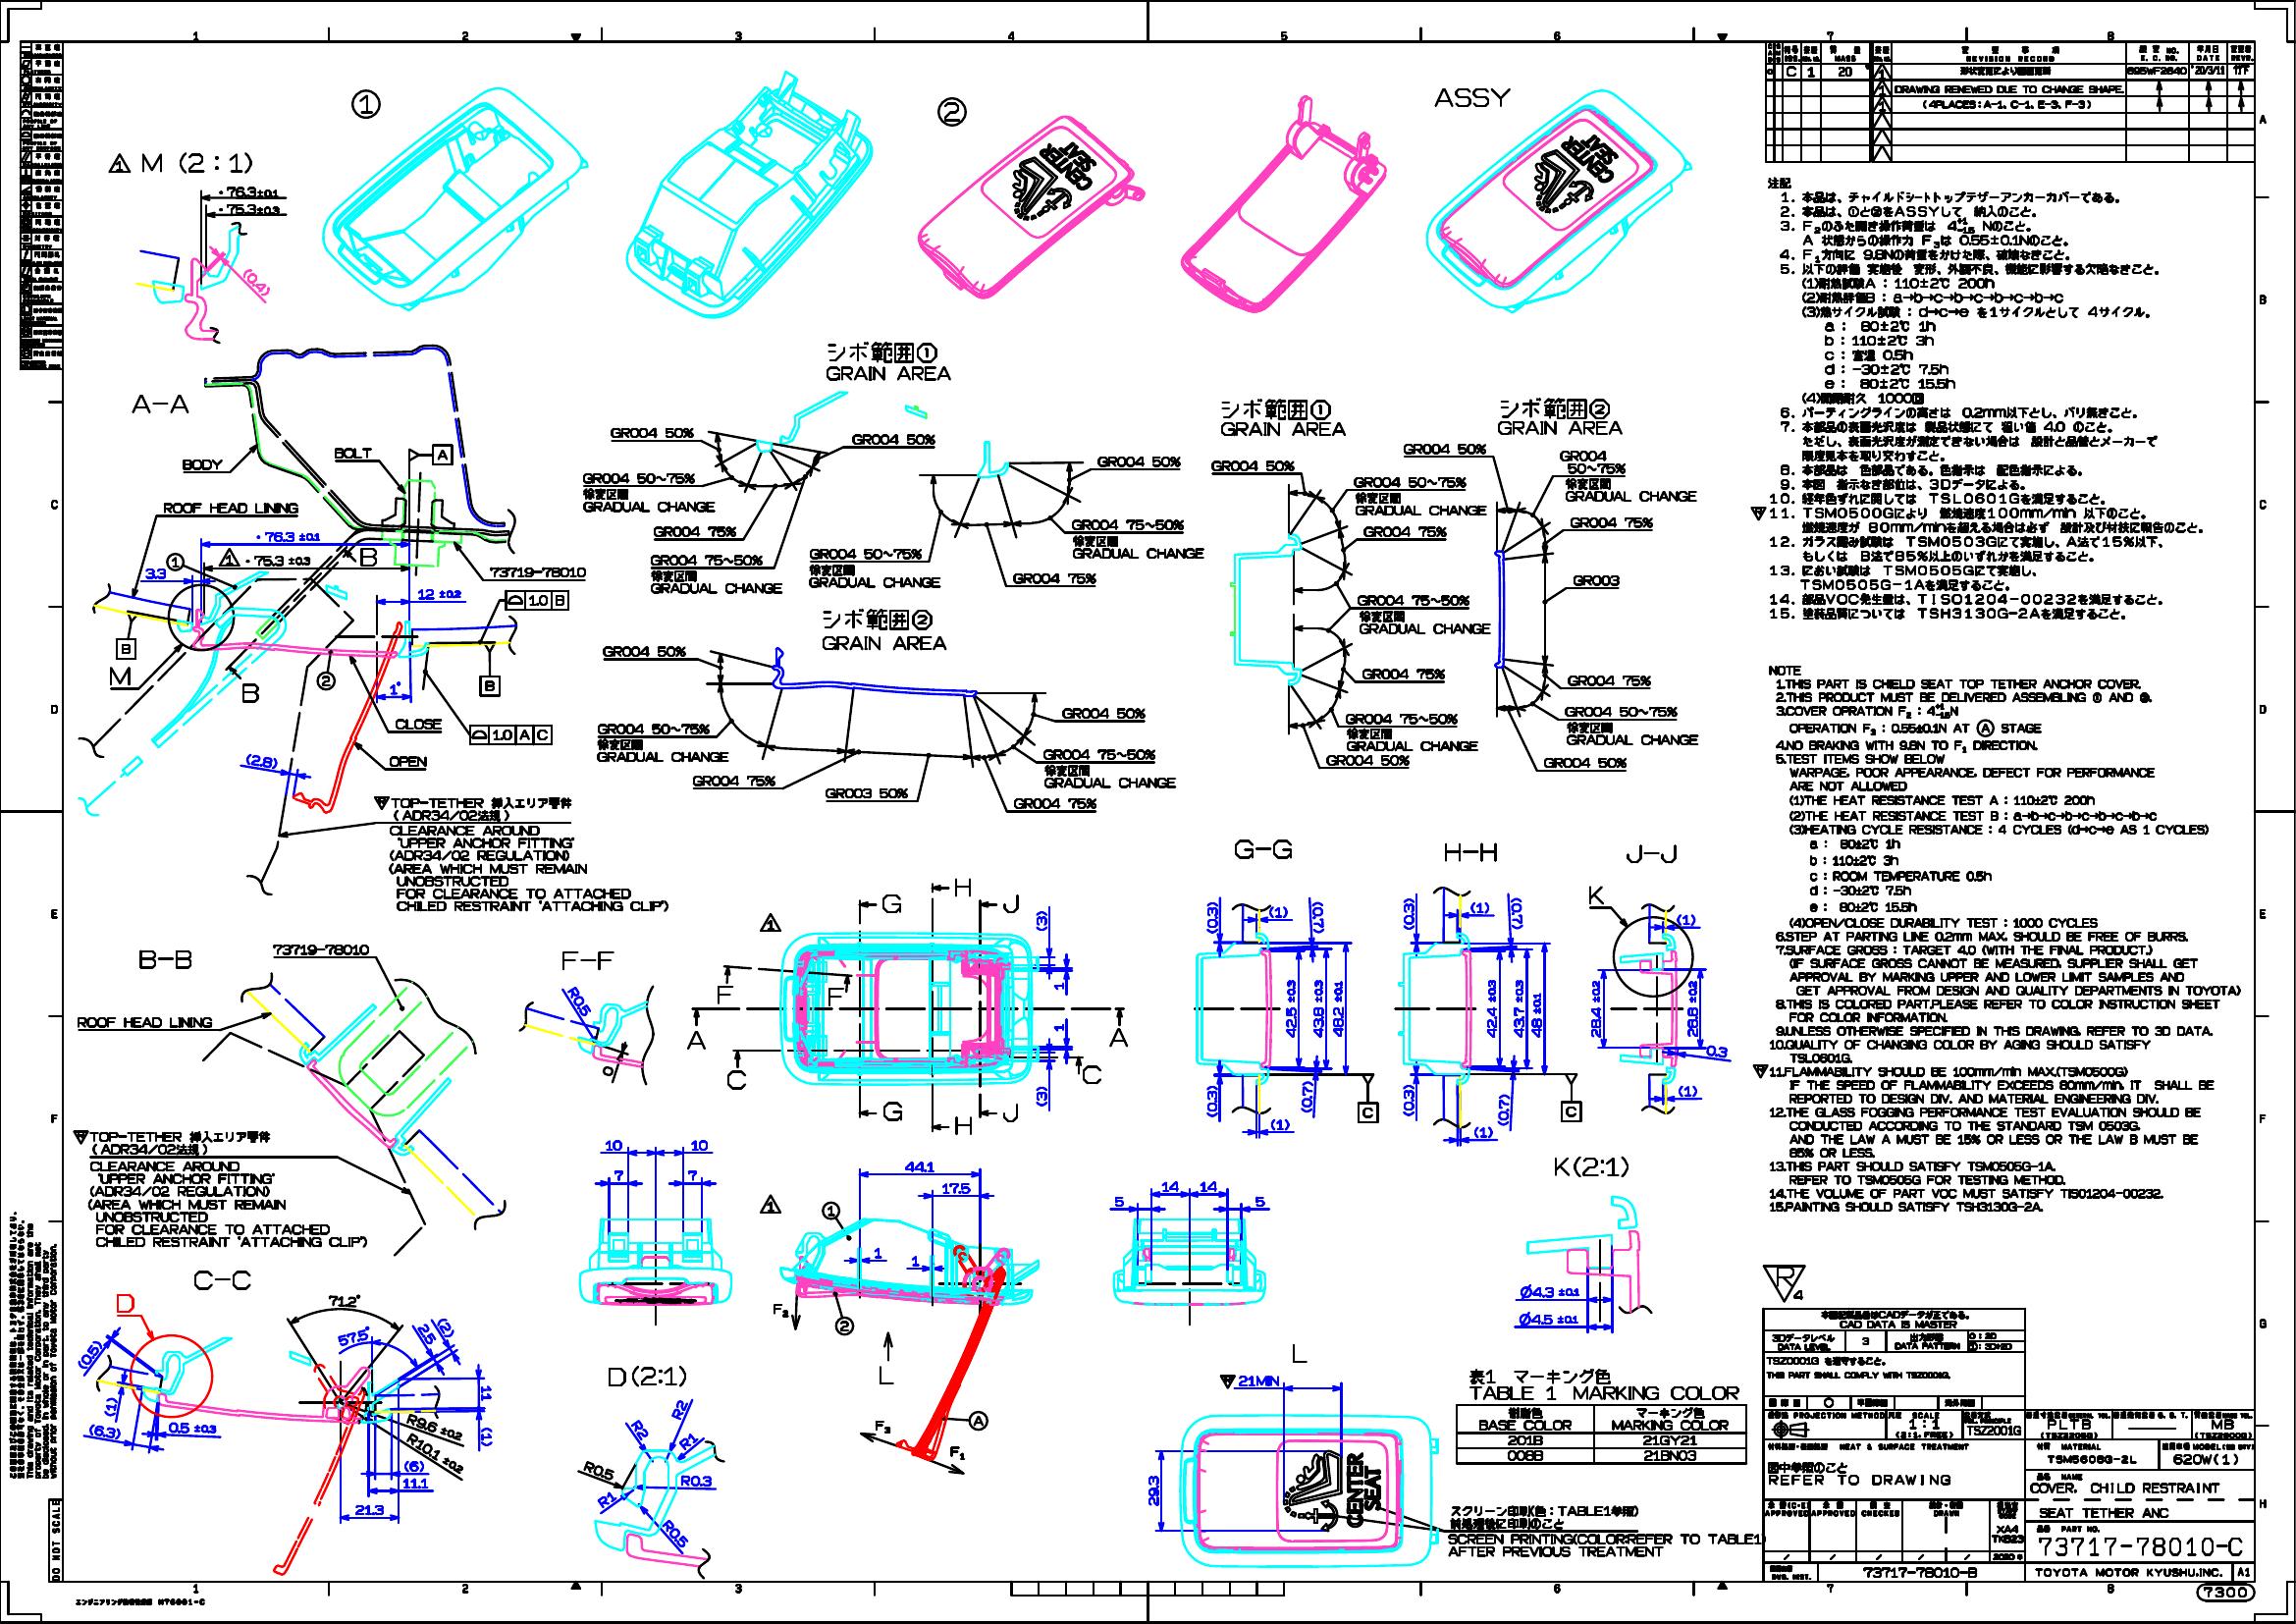 1 2 3 4 5 6 7 8
① ② ASSY
M (2 : 1)
・76.3±0.1
・75.3±0.3
(0.4)
A-A
BODY
BOLT
A
ROOF HEAD LINING
・76.3 ±0.1
・75.3 ±0.3
3.3
①
B
73719-78010
12 ±0.2
1.0 B
B
M
B
②
B
1°
CLOSE
1.0 A C
OPEN
(2.8)
TOP-TETHER 挿入エリア要件
(ADR34/02法規)
CLEARANCE AROUND
"UPPER ANCHOR FITTING"
(ADR34/02 REGULATION)
(AREA WHICH MUST REMAIN
UNOBSTRUCTED
FOR CLEARANCE TO ATTACHED
CHILED RESTRAINT "ATTACHING CLIP")
シボ範囲①
GRAIN AREA
GR004 50%
GR004 50%
GR004 50~75%
徐変区間
GRADUAL CHANGE
GR004 75%
GR004 75~50%
徐変区間
GRADUAL CHANGE
GR004 50%
GR004 75~50%
徐変区間
GRADUAL CHANGE
GR004 50~75%
徐変区間
GRADUAL CHANGE
GR004 75%
シボ範囲②
GRAIN AREA
GR004 50%
GR004 50~75%
徐変区間
GRADUAL CHANGE
GR004 75%
GR003 50%
GR004 50%
GR004 75~50%
徐変区間
GRADUAL CHANGE
GR004 75%
シボ範囲①
GRAIN AREA
GR004 50%
GR004 50~75%
徐変区間
GRADUAL CHANGE
GR004 75%
GR004 75~50%
徐変区間
GRADUAL CHANGE
GR004 75%
GR004 75~50%
徐変区間
GRADUAL CHANGE
GR004 50%
シボ範囲②
GRAIN AREA
GR004 50%
GR004
50~75%
徐変区間
GRADUAL CHANGE
GR004 75%
GR003
GR004 75%
GR004 50~75%
徐変区間
GRADUAL CHANGE
GR004 50%
B-B
73719-78010
ROOF HEAD LINING
TOP-TETHER 挿入エリア要件
(ADR34/02法規)
CLEARANCE AROUND
"UPPER ANCHOR FITTING"
(ADR34/02 REGULATION)
(AREA WHICH MUST REMAIN
UNOBSTRUCTED
FOR CLEARANCE TO ATTACHED
CHILED RESTRAINT "ATTACHING CLIP")
F-F
R0.5
0
G H J
(3)
F F
1
A A
1
C C
(3)
G H J
G-G
(0.3) (1) (0.7)
42.5 ±0.3
43.8 ±0.3
48.2 ±0.1
(0.3) (0.7)
(1)
C
H-H
(0.3) (1) (0.7)
42.4 ±0.3
43.7 ±0.3
48 ±0.1
(0.3) (0.7)
(1)
C
J-J
K
(1)
28.4 ±0.2
28.8 ±0.2
0.3
(1)
10 10
7 7
44.1
17.5
① 1 1
F₂
②
L
A
F₃ F₁
14 14
5 5
K(2:1)
Ø4.3 ±0.1
Ø4.5 ±0.1
C-C
D
71.2°
57.5°
(2)
2.5
(0.5)
11
(1)
(1)
(6.3)
0.5 ±0.3
R9.6 ±0.2
R10.1 ±0.2
(6)
11.1
21.3
D(2:1)
R2 R2
R1
R0.5 R0.3
R1 R0.5
L
21MIN
29.3
CENTER
SEAT
スクリーン印刷(色：TABLE1参照)
前処理後に印刷のこと
SCREEN PRINTING(COLORREFER TO TABLE1)
AFTER PREVIOUS TREATMENT
表1 マーキング色
TABLE 1 MARKING COLOR
樹脂色 マーキング色
BASE COLOR MARKING COLOR
201B 21GY21
008B 21BN03
MASS
REVISION RECORD
E. C. NO. DATE
C 1 20
695WF2640 '20/3/11 竹下
DRAWING RENEWED DUE TO CHANGE SHAPE.
(4PLACES: A-1, C-1, E-3, F-3)
注記
1. 本品は、チャイルドシートトップテザーアンカーカバーである。
2. 本品は、①と②をASSYして 納入のこと。
A 状態からの操作力 F₃は 0.55±0.1Nのこと。
4. F₁方向に 9.8Nの荷重をかけた際、破壊なきこと。
5. 以下の評価 実施後 変形、外観不良、機能に影響する欠陥なきこと。
(1)耐熱試験A : 110±2℃ 200h
(2)耐熱評価B : a→b→c→b→c→b→c→b→c
(3)熱サイクル試験 : d→c→e を1サイクルとして 4サイクル。
a : 80±2℃ 1h
b : 110±2℃ 3h
c : 室温 0.5h
d : -30±2℃ 7.5h
e : 80±2℃ 15.5h
(4)開閉耐久 1000回
6. パーティングラインの高さは 0.2mm以下とし、バリ無きこと。
7. 本部品の表面光沢度は 製品状態にて 狙い値 4.0 のこと。
ただし、表面光沢度が測定できない場合は 設計と品管とメーカーで
限度見本を取り交わすこと。
8. 本部品は 色部品である。色指示は 配色指示による。
9. 本図 指示なき部位は、3Dデータによる。
10. 経年色ずれに関しては TSL0601Gを満足すること。
11. TSM0500Gにより 燃焼速度100mm/min 以下のこと。
燃焼速度が 80mm/minを超える場合は必ず 設計及び材技に報告のこと。
12. ガラス曇り試験は TSM0503Gにて実施し、A法で15%以下、
もしくは B法で85%以上のいずれかを満足すること。
13. におい試験は TSM0505Gにて実施し、
TSM0505G-1Aを満足すること。
14. 部品VOC発生量は、TIS01204-00232を満足すること。
15. 塗装品質については TSH3130G-2Aを満足すること。
NOTE
1.THIS PART IS CHIELD SEAT TOP TETHER ANCHOR COVER.
2.THIS PRODUCT MUST BE DELIVERED ASSEMBLING ① AND ②.
3.COVER OPRATION F₂ :
OPERATION F₃ : 0.55±0.1N AT Ⓐ STAGE
4.NO BRAKING WITH 9.8N TO F₁ DIRECTION.
5.TEST ITEMS SHOW BELOW
WARPAGE, POOR APPEARANCE, DEFECT FOR PERFORMANCE
ARE NOT ALLOWED
(1)THE HEAT RESISTANCE TEST A : 110±2℃ 200h
(2)THE HEAT RESISTANCE TEST B : a→b→c→b→c→b→c→b→c
(3)HEATING CYCLE RESISTANCE : 4 CYCLES (d→c→e AS 1 CYCLES)
a : 80±2℃ 1h
b : 110±2℃ 3h
c : ROOM TEMPERATURE 0.5h
d : -30±2℃ 7.5h
e : 80±2℃ 15.5h
(4)OPEN/CLOSE DURABILITY TEST : 1000 CYCLES
6.STEP AT PARTING LINE 0.2mm MAX. SHOULD BE FREE OF BURRS.
7.SURFACE GROSS : TARGET 4.0 (WITH THE FINAL PRODUCT.)
(IF SURFACE GROSS CANNOT BE MEASURED, SUPPLIER SHALL GET
APPROVAL BY MARKING UPPER AND LOWER LIMIT SAMPLES AND
GET APPROVAL FROM DESIGN AND QUALITY DEPARTMENTS IN TOYOTA)
8.THIS IS COLORED PART,PLEASE REFER TO COLOR INSTRUCTION SHEET
FOR COLOR INFORMATION.
9.UNLESS OTHERWISE SPECIFIED IN THIS DRAWING, REFER TO 3D DATA.
10.QUALITY OF CHANGING COLOR BY AGING SHOULD SATISFY
TSL0601G.
11.FLAMMABILITY SHOULD BE 100mm/min MAX.(TSM0500G)
IF THE SPEED OF FLAMMABILITY EXCEEDS 80mm/min, IT SHALL BE
REPORTED TO DESIGN DIV. AND MATERIAL ENGINEERING DIV.
12.THE GLASS FOGGING PERFORMANCE TEST EVALUATION SHOULD BE
CONDUCTED ACCORDING TO THE STANDARD TSM 0503G.
AND THE LAW A MUST BE 15% OR LESS OR THE LAW B MUST BE
85% OR LESS.
13.THIS PART SHOULD SATISFY TSM0505G-1A.
REFER TO TSM0505G FOR TESTING METHOD.
14.THE VOLUME OF PART VOC MUST SATISFY TIS01204-00232.
15.PAINTING SHOULD SATISFY TSH3130G-2A.
R 4
CAD DATA IS MASTER
3Dデータレベル 3
DATA LEVEL DATA PATTERN
TSZ0001G を遵守すること。
THIS PART SHALL COMPLY WITH TSZ0001G.
PROJECTION METHOD SCALE
1 : 1
(2:1, FREE)
TSZ2001G
PLTB
MB
HEAT & SURFACE TREATMENT
図中参照のこと
REFER TO DRAWING
MATERIAL
TSM5608G-2L
620W(1)
NAME
COVER, CHILD RESTRAINT
SEAT TETHER ANC
APPROVED APPROVED CHECKED DRAWN
XA4
PART NO.
73717-78010-C
73717-78010-B
TOYOTA MOTOR KYUSHU,INC. A1
7300
DO NOT SCALE